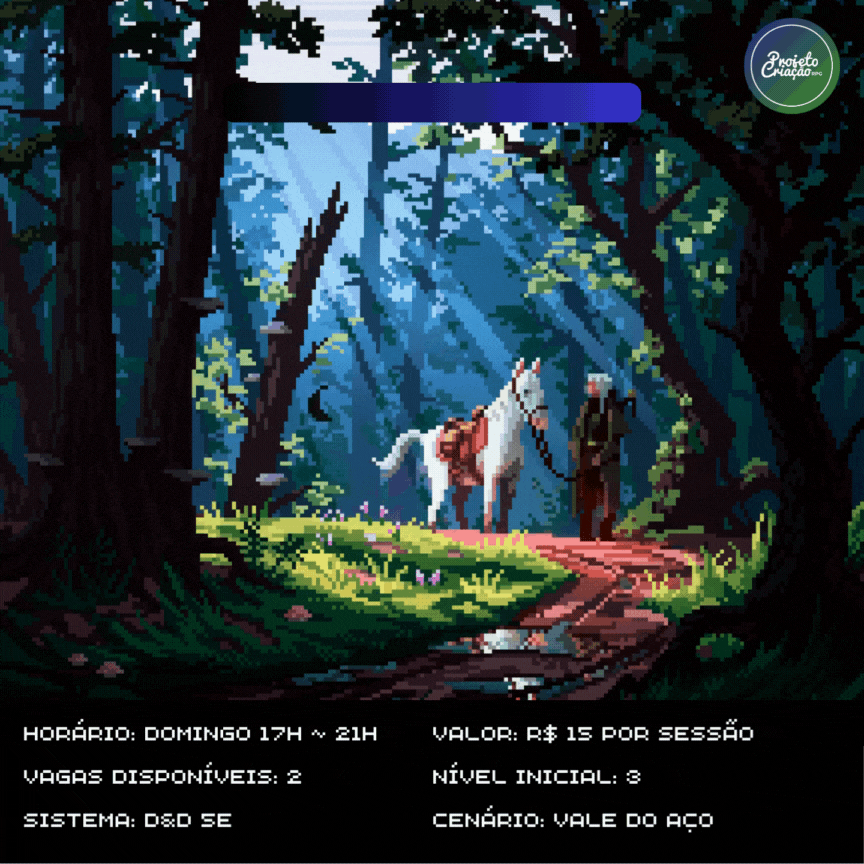 Projeto
Criação RPG
HORÁRIO: DOMINGO 17H ~ 21H
VALOR: R$ 15 POR SESSÃO
VAGAS DISPONÍVEIS: 2
NÍVEL INICIAL: 3
SISTEMA: D&D 5E
CENÁRIO: VALE DO AÇO